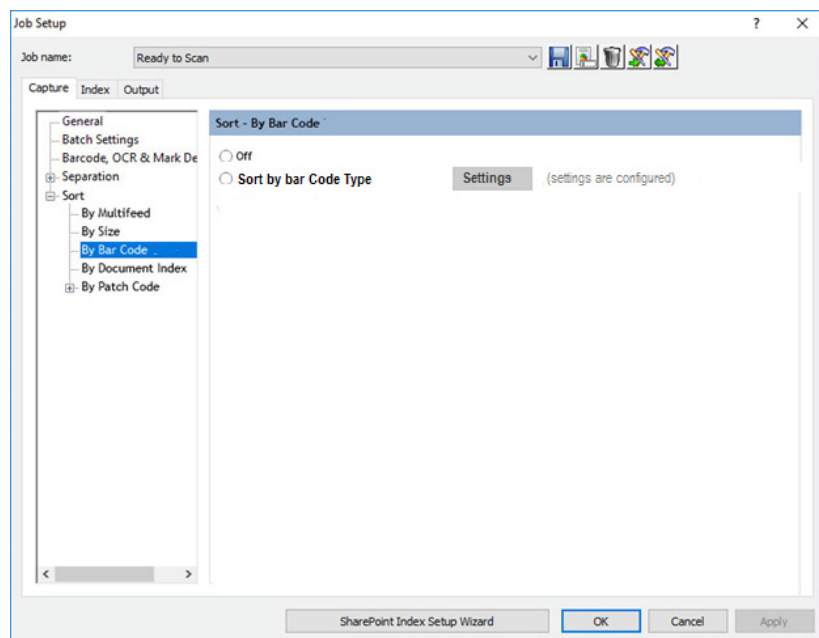 Job Setup
?
Job name:
Ready to Scan
Capture
Index
Output
General
Batch Settings
Barcode, OCR & Mark De
Separation
Sort
By Multifeed
By Size
By Bar Code
By Document Index
By Patch Code
Sort - By Bar Code
Off
Sort by bar Code Type
Settings
(settings are configured)
SharePoint Index Setup Wizard
OK
Cancel
Apply